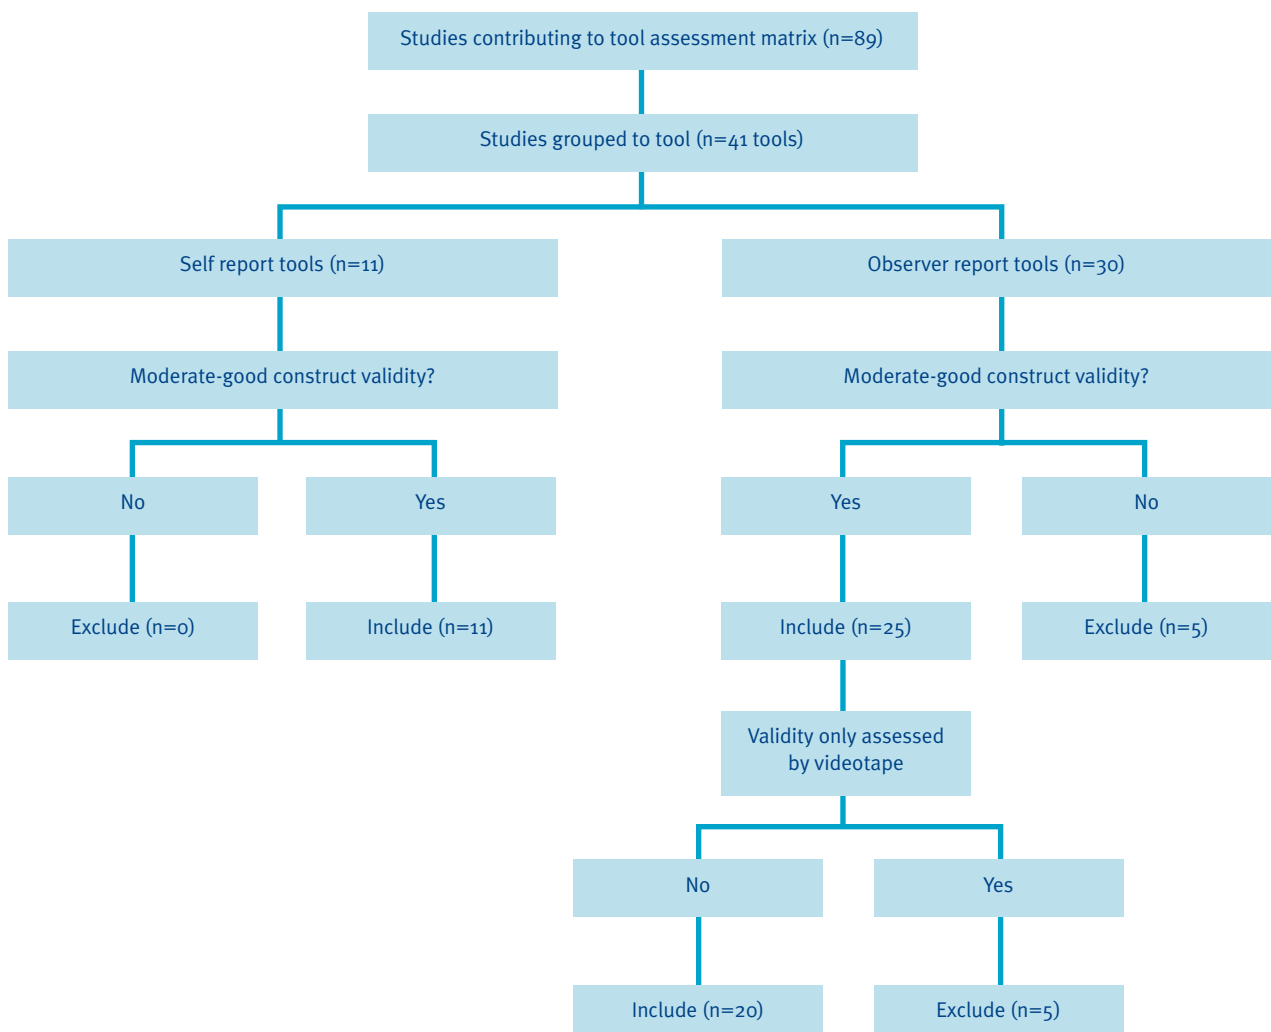 Studies contributing to tool assessment matrix (n=89)
Studies grouped to tool (n=41 tools)
Self report tools (n=11)
Observer report tools (n=30)
Moderate-good construct validity?
Moderate-good construct validity?
No
Yes
Yes
No
Exclude (n=0)
Include (n=11)
Include (n=25)
Exclude (n=5)
Validity only assessed
by videotape
No
Yes
Include (n=20)
Exclude (n=5)